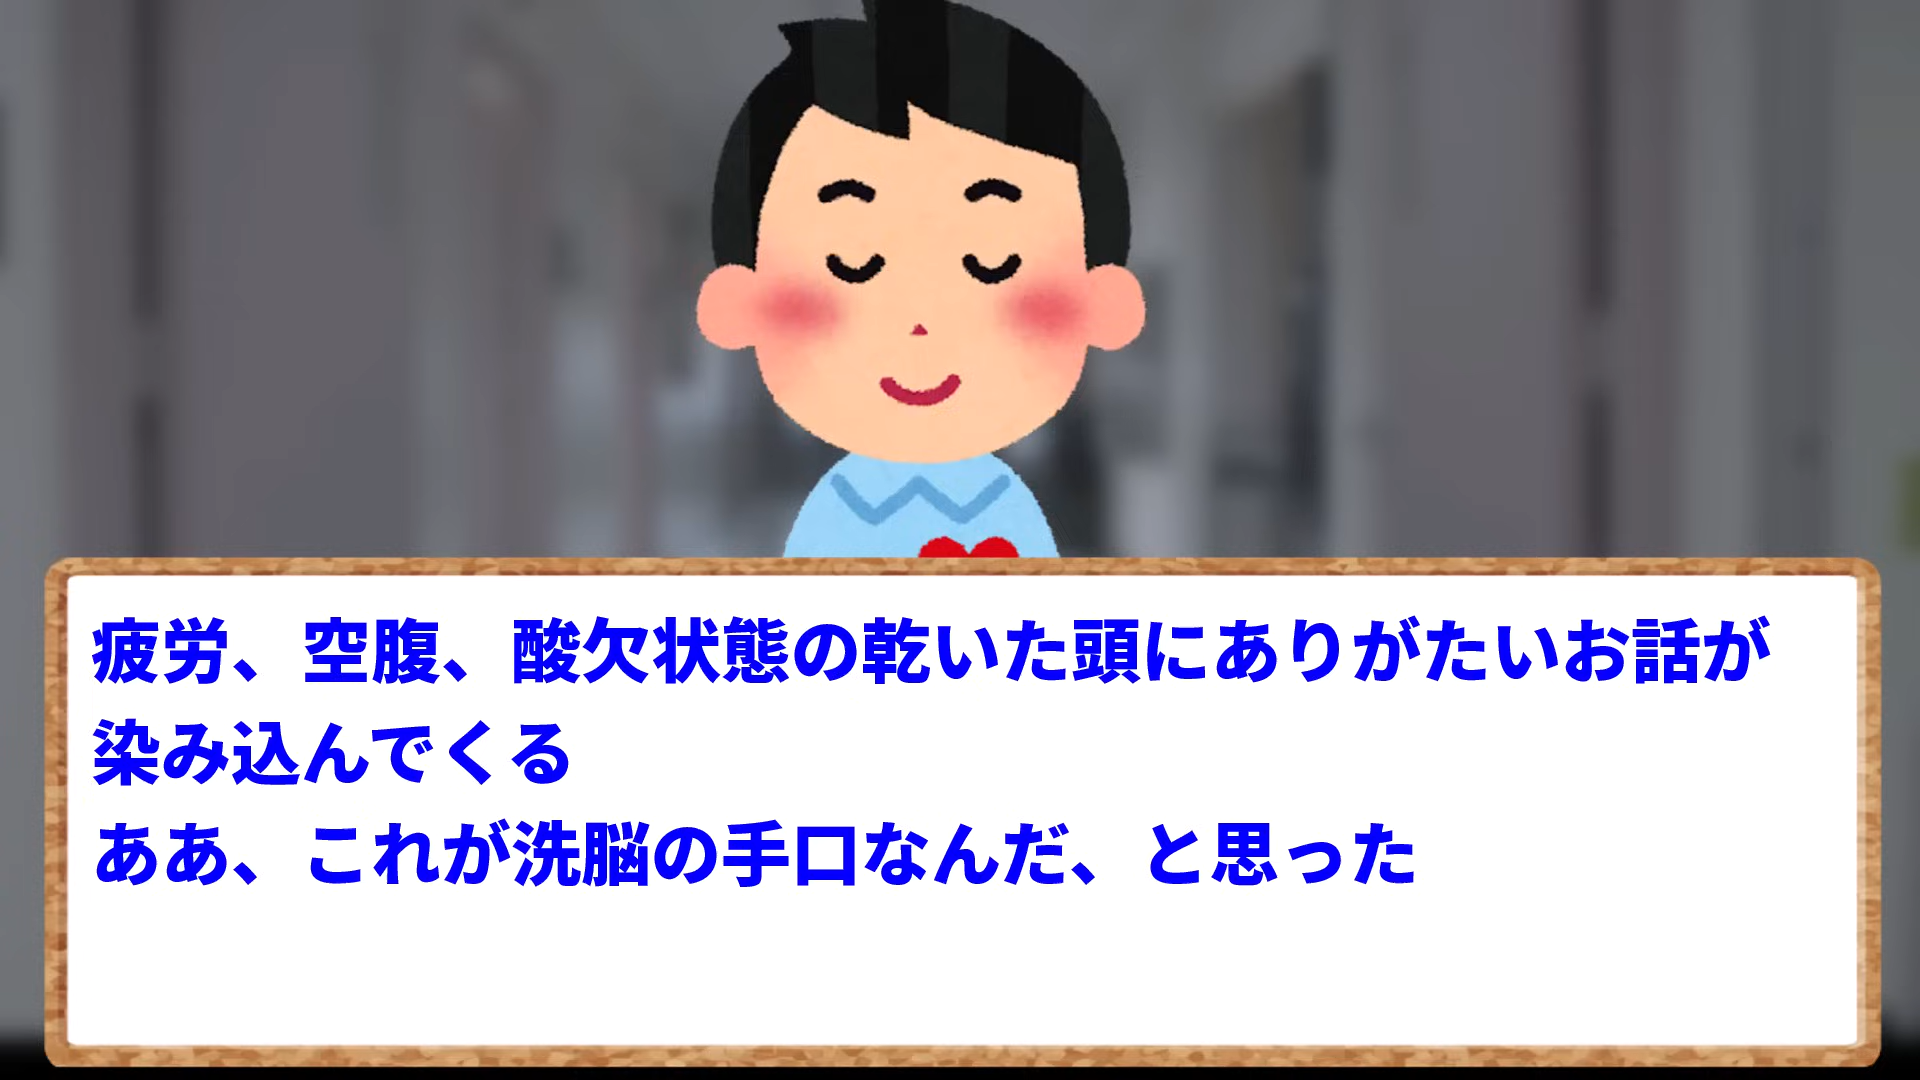 疲労、空腹、酸欠状態の乾いた頭にありがたいお話が
染み込んでくる
ああ、これが洗脳の手口なんだ、と思った